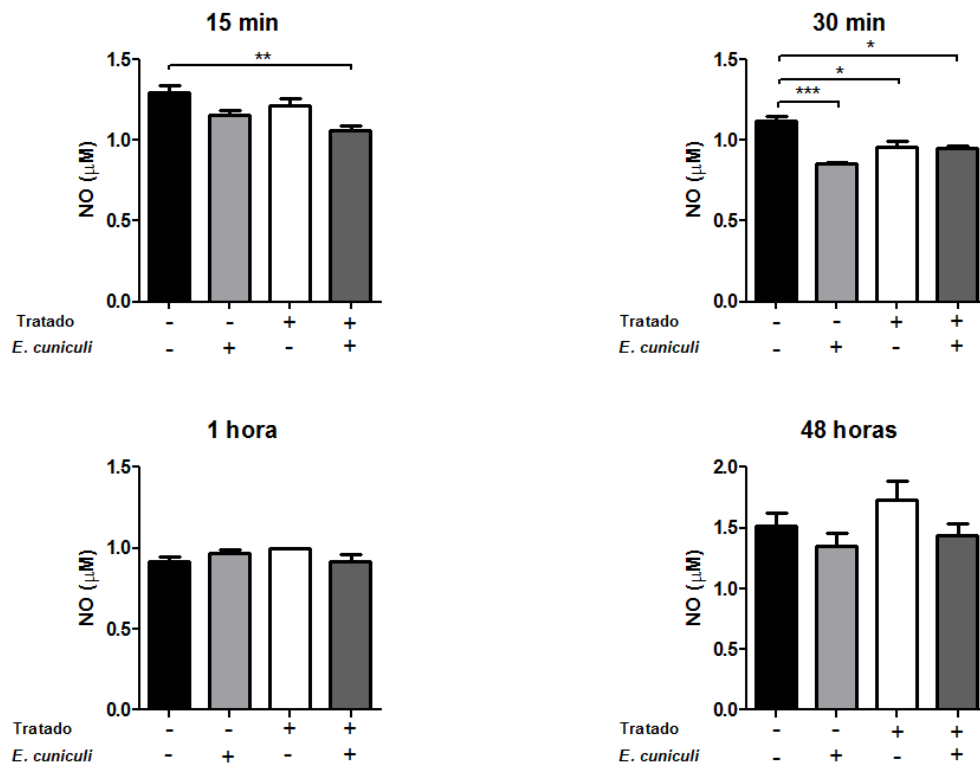 15 min
**
1.5
1.0
0.5
0.0
NO (μM)
Tratado - - + +
E. cuniculi - + - +
30 min
*
*
***
1.5
1.0
0.5
0.0
NO (μM)
Tratado - - + +
E. cuniculi - + - +
1 hora
1.5
1.0
0.5
0.0
NO (μM)
Tratado - - + +
E. cuniculi - + - +
48 horas
2.0
1.5
1.0
0.5
0.0
NO (μM)
Tratado - - + +
E. cuniculi - + - +